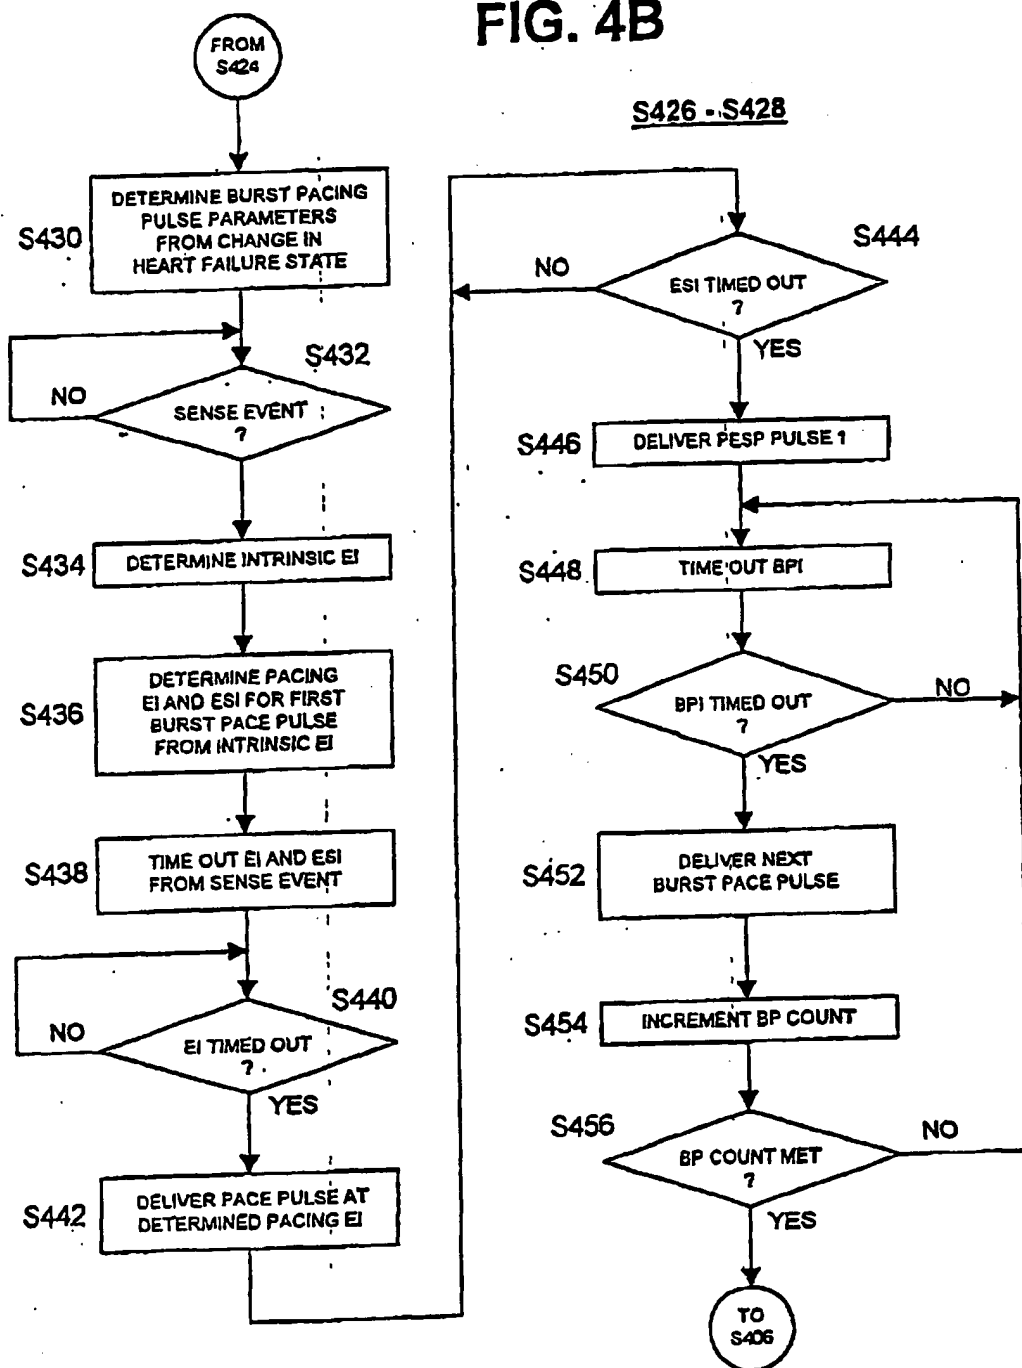 FIG. 4B
FROM
S424
S426 - S428
S430
DETERMINE BURST PACING
PULSE PARAMETERS
FROM CHANGE IN
HEART FAILURE STATE
S432
NO
SENSE EVENT
?
S434
DETERMINE INTRINSIC EI
S436
DETERMINE PACING
EI AND ESI FOR FIRST
BURST PACE PULSE
FROM INTRINSIC EI
S438
TIME OUT EI AND ESI
FROM SENSE EVENT
S440
NO
EI TIMED OUT
?
YES
S442
DELIVER PACE PULSE AT
DETERMINED PACING EI
S444
NO
ESI TIMED OUT
?
YES
S446
DELIVER PESP PULSE 1
S448
TIME OUT BPI
S450
BPI TIMED OUT
?
NO
YES
S452
DELIVER NEXT
BURST PACE PULSE
S454
INCREMENT BP COUNT
S456
BP COUNT MET
?
NO
YES
TO
S406